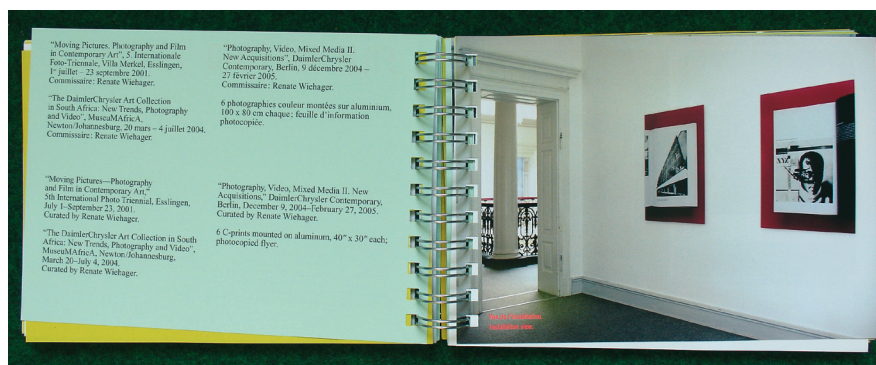 “Moving Pictures. Photography and Film
in Contemporary Art”, 5. Internationale
Foto-Triennale, Villa Merkel, Esslingen,
1er juillet – 23 septembre 2001.
Commissaire : Renate Wiehager.
“The DaimlerChrysler Art Collection
in South Africa: New Trends, Photography
and Video”, MuseuMAfricA,
Newton/Johannesburg, 20 mars – 4 juillet 2004.
Commissaire : Renate Wiehager.
“Photography, Video, Mixed Media II.
New Acquisitions”, DaimlerChrysler
Contemporary, Berlin, 9 décembre 2004 –
27 février 2005.
Commissaire : Renate Wiehager.
6 photographies couleur montées sur aluminium,
100 x 80 cm chaque ; feuille d’information
photocopiée.
“Moving Pictures—Photography
and Film in Contemporary Art,”
5th International Photo Triennial, Esslingen,
July 1–September 23, 2001.
Curated by Renate Wiehager.
“The DaimlerChrysler Art Collection in South
Africa: New Trends, Photography and Video”,
MuseuMAfricA, Newton/Johannesburg,
March 20–July 4, 2004.
Curated by Renate Wiehager.
“Photography, Video, Mixed Media II. New
Acquisitions,” DaimlerChrysler Contemporary,
Berlin, December 9, 2004–February 27, 2005.
Curated by Renate Wiehager.
6 C-prints mounted on aluminum, 40″ x 30″ each;
photocopied flyer.
XYZ